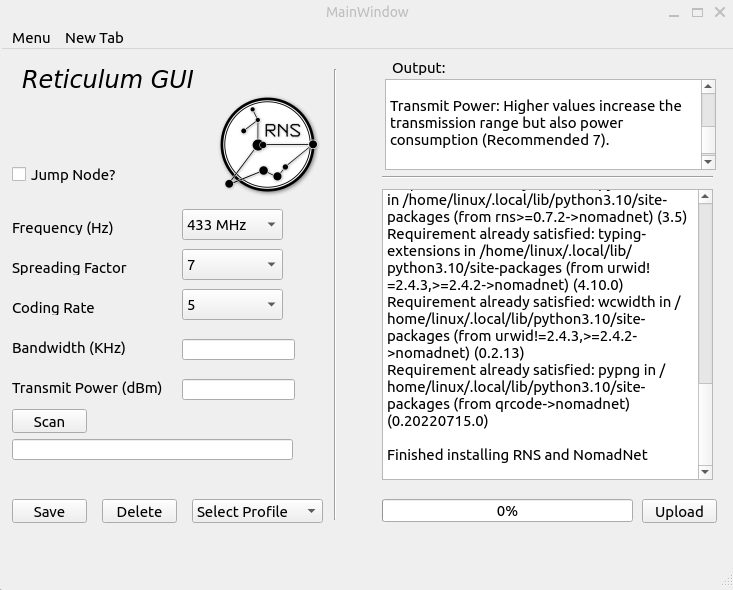 MainWindow
Menu New Tab
Reticulum GUI
RNS
Jump Node?
Frequency (Hz) 433 MHz
Spreading Factor 7
Coding Rate 5
Bandwidth (KHz)
Transmit Power (dBm)
Scan
Save Delete Select Profile
Output:
Transmit Power: Higher values increase the
transmission range but also power
consumption (Recommended 7).
in /home/linux/.local/lib/python3.10/site-
packages (from rns>=0.7.2->nomadnet) (3.5)
Requirement already satisfied: typing-
extensions in /home/linux/.local/lib/
python3.10/site-packages (from urwid!
=2.4.3,>=2.4.2->nomadnet) (4.10.0)
Requirement already satisfied: wcwidth in /
home/linux/.local/lib/python3.10/site-
packages (from urwid!=2.4.3,>=2.4.2-
>nomadnet) (0.2.13)
Requirement already satisfied: pypng in /
home/linux/.local/lib/python3.10/site-
packages (from qrcode->nomadnet)
(0.20220715.0)
Finished installing RNS and NomadNet
0% Upload